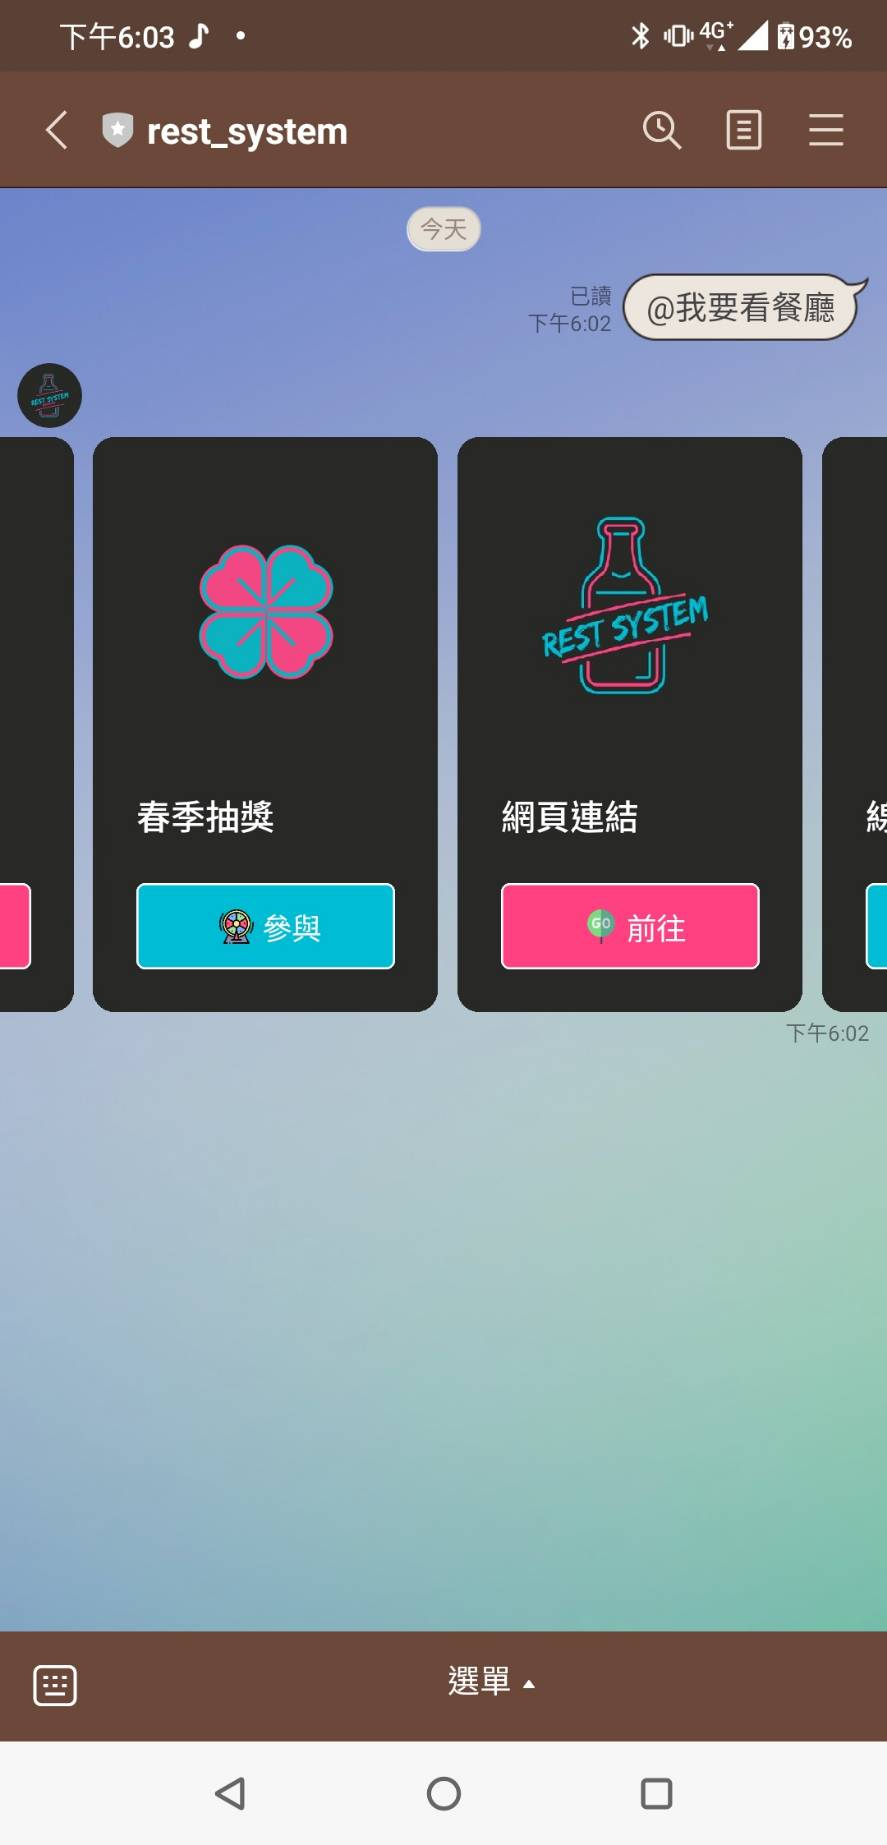 下午6:03
4G+
93%
rest_system
今天
@我要看餐廳
已讀
下午6:02
REST SYSTEM
REST SYSTEM
春季抽獎
網頁連結
參與
GO 前往
下午6:02
選單